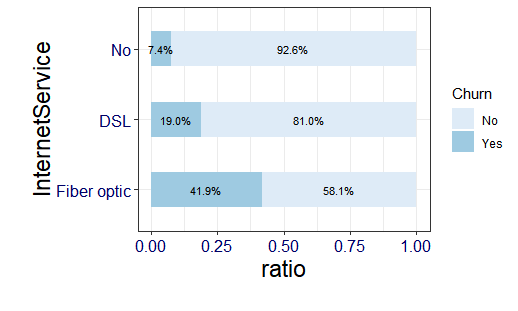 InternetService
No
7.4%
92.6%
DSL
19.0%
81.0%
Fiber optic
41.9%
58.1%
0.00
0.25
0.50
0.75
1.00
ratio
Churn
No
Yes